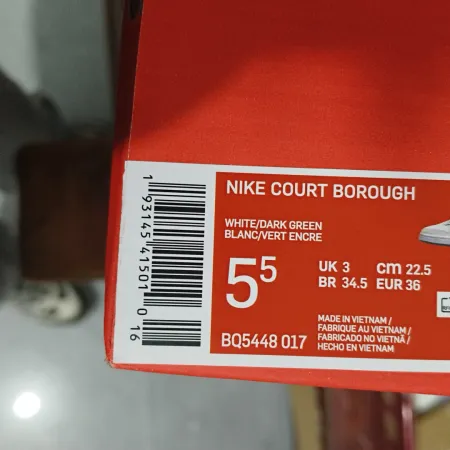 NIKE COURT BOROUGH
WHITE/DARK GREEN
BLANC/VERT ENCRE
5⁵
UK 3 cm 22.5
BR 34.5 EUR 36
BQ5448 017
MADE IN VIETNAM /
FABRIQUE AU VIETNAM /
FABRICADO NO VIETNÃ /
HECHO EN VIETNAM
1 93145 41501 0 16